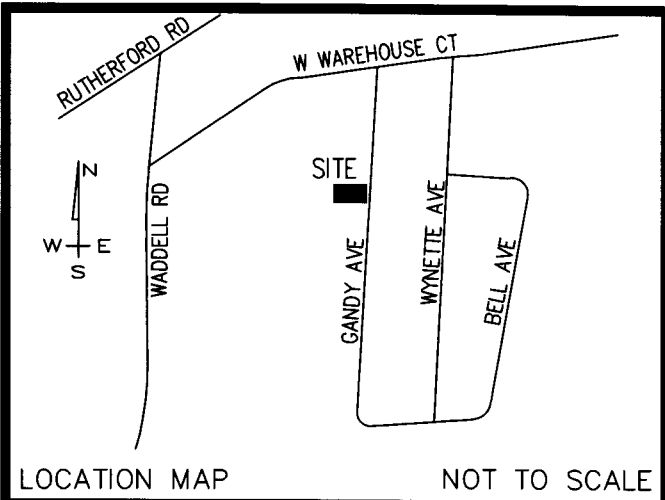 RUTHERFORD RD
W WAREHOUSE CT
SITE
N
W E
S
WADDELL RD
GANDY AVE
WYNETTE AVE
BELL AVE
LOCATION MAP
NOT TO SCALE